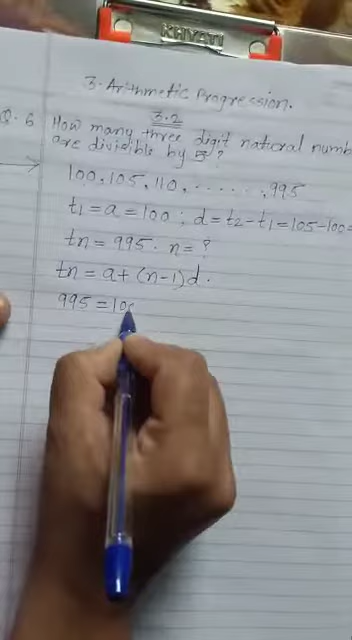 KHYATI
3. Arithmetic Progression.
3.2
Q. 6 How many three digit natural numb
are divisible by 5?
100, 105, 110, ......., 995
t1 = a = 100 ; d = t2 - t1 = 105 - 100 =
tn = 995. n = ?
tn = a + (n-1) d.
995 = 100